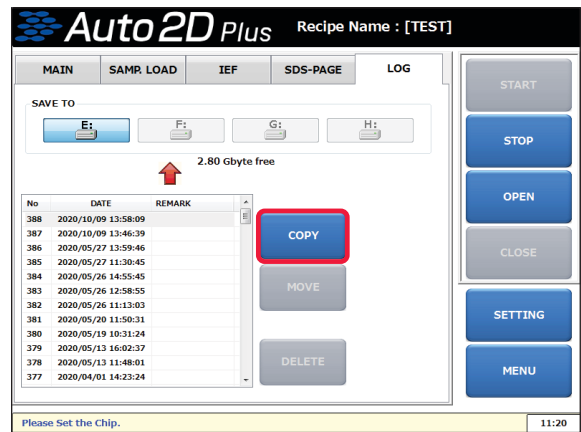 Auto 2D Plus Recipe Name : [TEST]
MAIN SAMP. LOAD IEF SDS-PAGE LOG
SAVE TO
E: F: G: H:
2.80 Gbyte free
No DATE REMARK
388 2020/10/09 13:58:09
387 2020/10/09 13:46:39
386 2020/05/27 13:59:46
385 2020/05/27 11:30:45
384 2020/05/26 14:55:45
383 2020/05/26 12:58:55
382 2020/05/26 11:13:03
381 2020/05/20 11:50:31
380 2020/05/19 10:31:24
379 2020/05/13 16:02:37
378 2020/05/13 11:48:01
377 2020/04/01 14:23:24
COPY
MOVE
DELETE
START
STOP
OPEN
CLOSE
SETTING
MENU
Please Set the Chip. 11:20